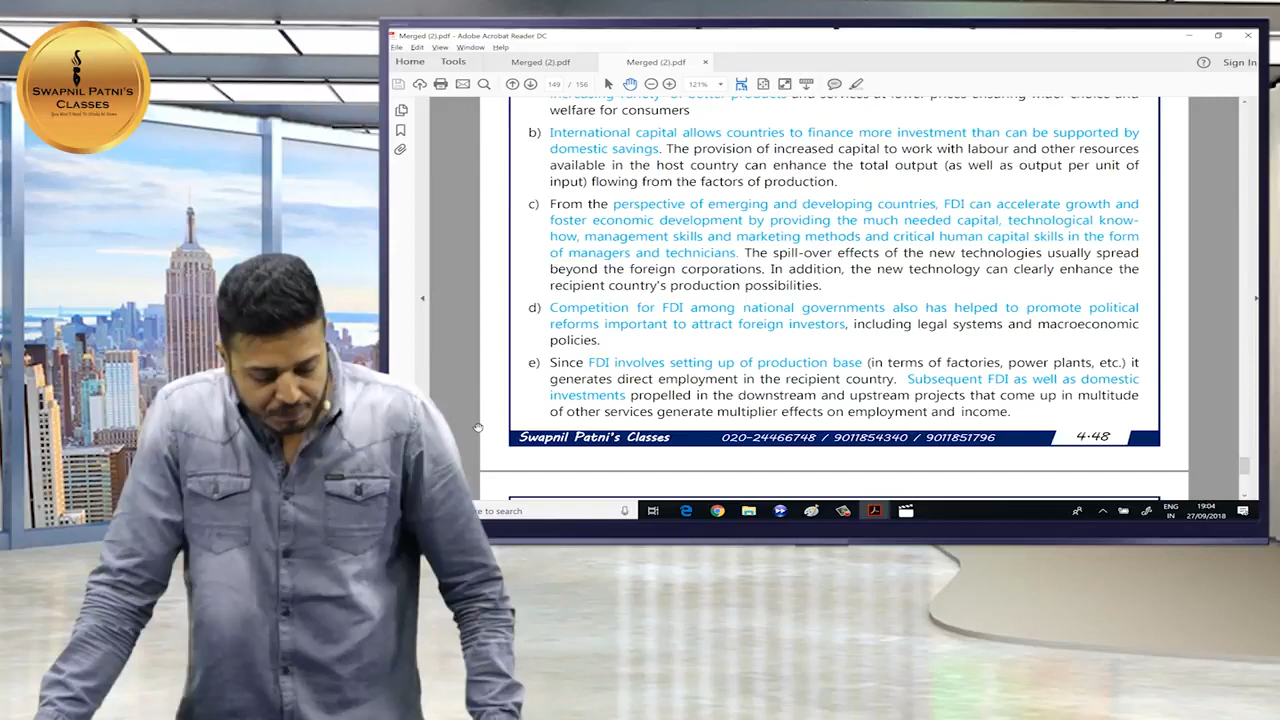 SWAPNIL PATNI'S
CLASSES
Merged (2).pdf - Adobe Acrobat Reader DC
File Edit View Window Help
Home Tools Merged (2).pdf Merged (2).pdf × Sign In
149 / 156 121%
welfare for consumers
b) International capital allows countries to finance more investment than can be supported by
domestic savings. The provision of increased capital to work with labour and other resources
available in the host country can enhance the total output (as well as output per unit of
input) flowing from the factors of production.
c) From the perspective of emerging and developing countries, FDI can accelerate growth and
foster economic development by providing the much needed capital, technological know-
how, management skills and marketing methods and critical human capital skills in the form
of managers and technicians. The spill-over effects of the new technologies usually spread
beyond the foreign corporations. In addition, the new technology can clearly enhance the
recipient country's production possibilities.
d) Competition for FDI among national governments also has helped to promote political
reforms important to attract foreign investors, including legal systems and macroeconomic
policies.
e) Since FDI involves setting up of production base (in terms of factories, power plants, etc.) it
generates direct employment in the recipient country. Subsequent FDI as well as domestic
investments propelled in the downstream and upstream projects that come up in multitude
of other services generate multiplier effects on employment and income.
Swapnil Patni's Classes 020-24466748 / 9011854340 / 9011851796 4.48
e to search ENG 19:04
IN 27/09/2018